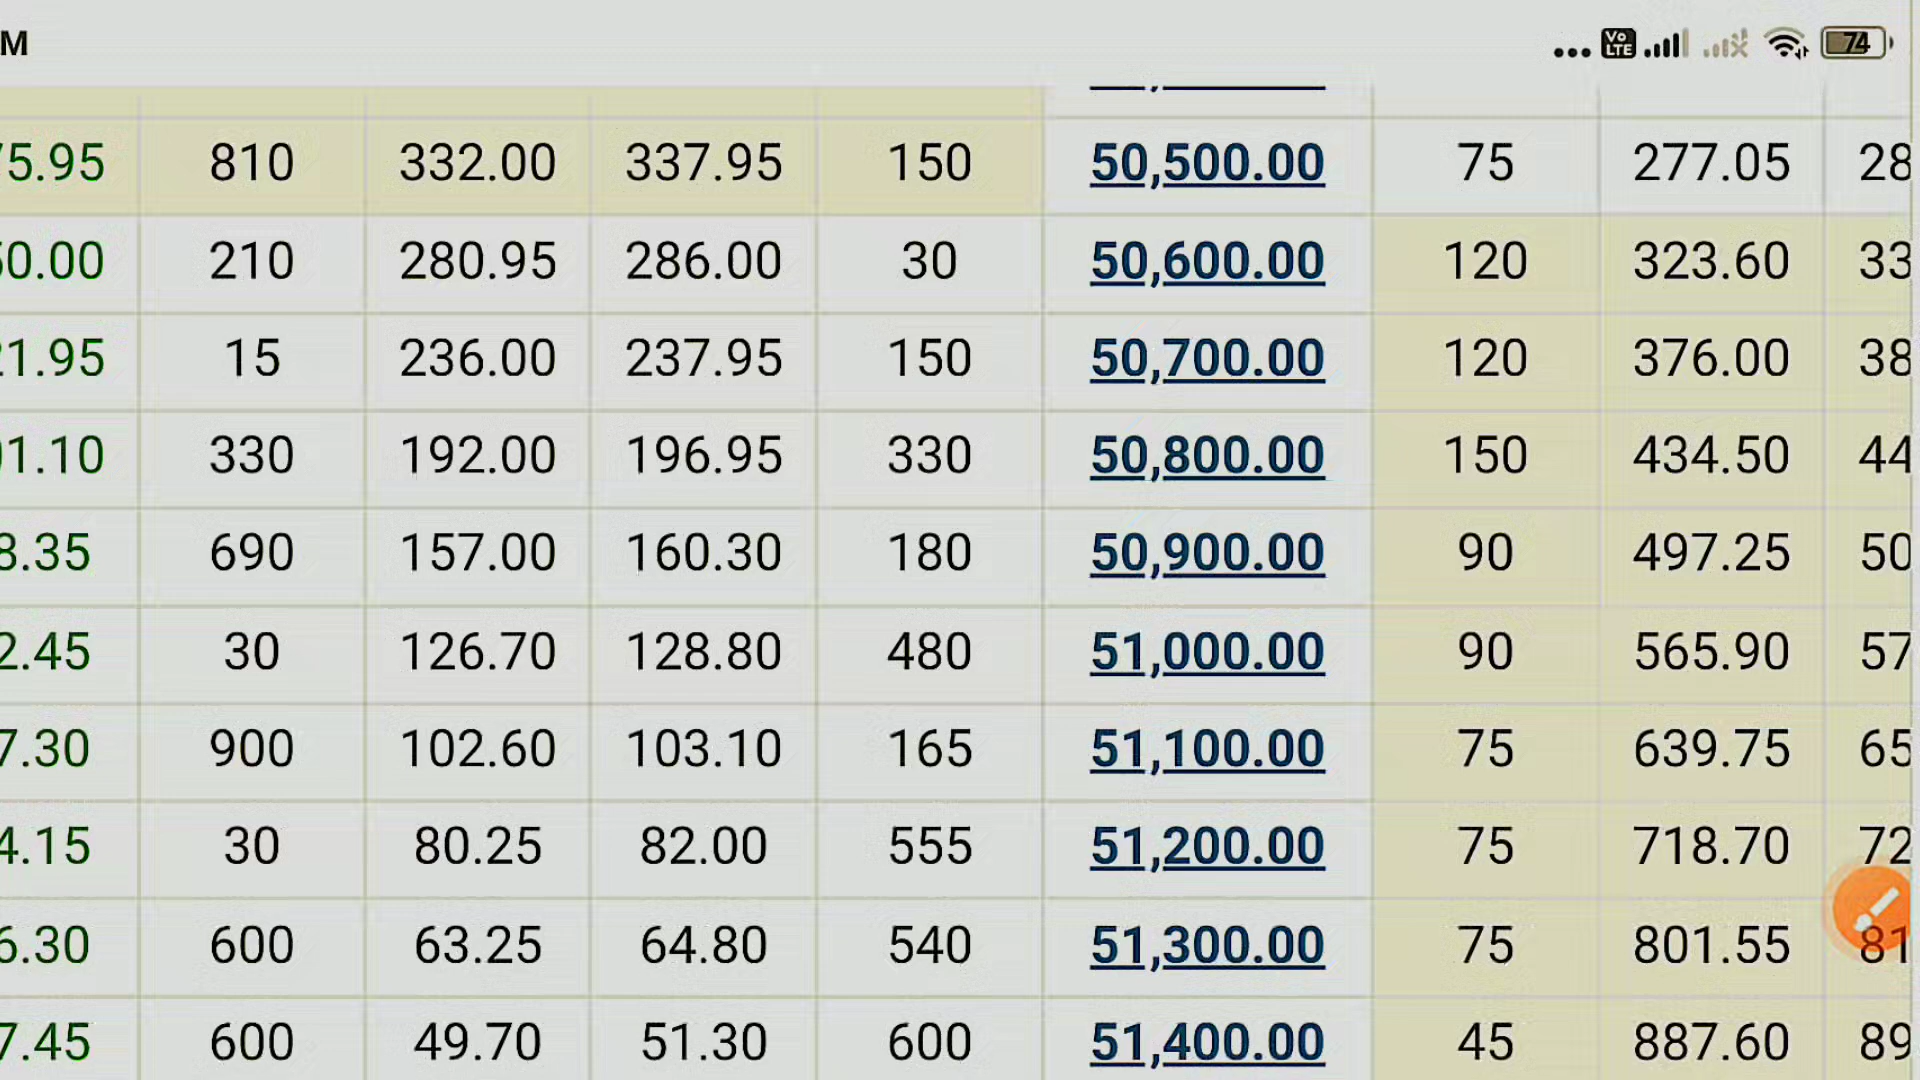 M ... Vo LTE 74
5.95 810 332.00 337.95 150 50,500.00 75 277.05 28
0.00 210 280.95 286.00 30 50,600.00 120 323.60 33
1.95 15 236.00 237.95 150 50,700.00 120 376.00 38
1.10 330 192.00 196.95 330 50,800.00 150 434.50 44
8.35 690 157.00 160.30 180 50,900.00 90 497.25 50
2.45 30 126.70 128.80 480 51,000.00 90 565.90 57
7.30 900 102.60 103.10 165 51,100.00 75 639.75 65
4.15 30 80.25 82.00 555 51,200.00 75 718.70 72
6.30 600 63.25 64.80 540 51,300.00 75 801.55 81
7.45 600 49.70 51.30 600 51,400.00 45 887.60 89